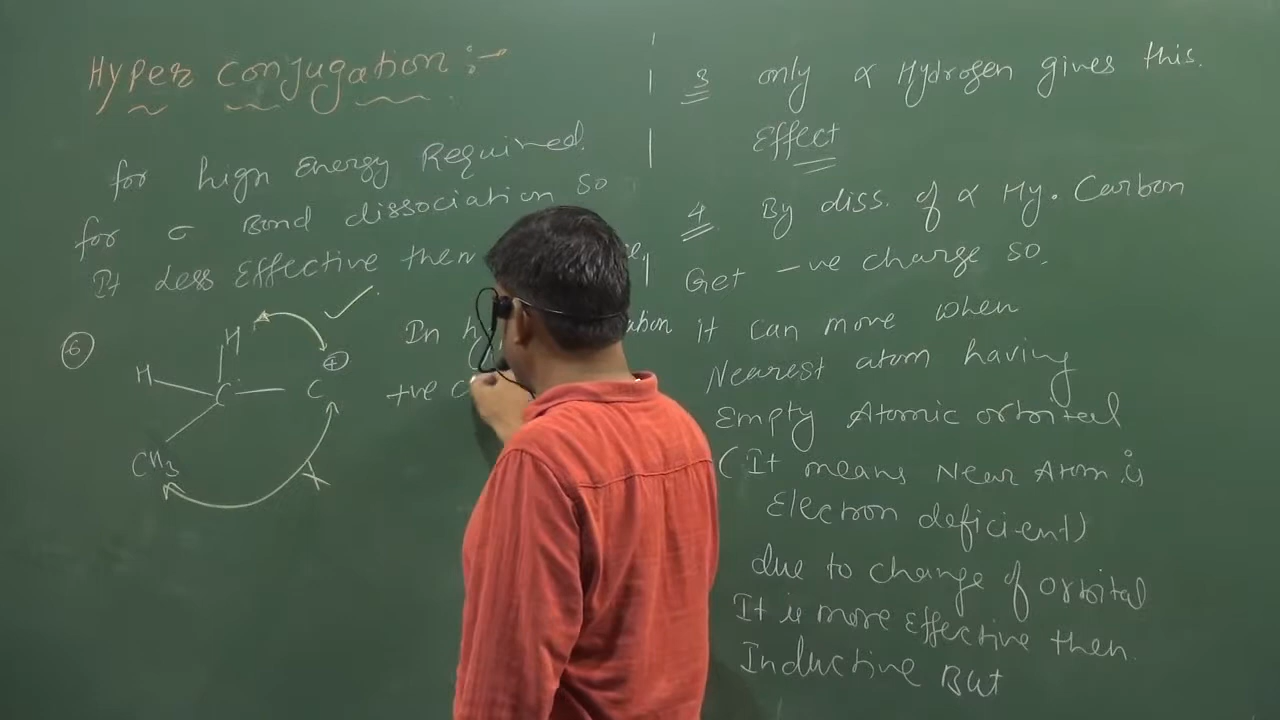 Hyper conjugation :-
for hign Energy Required.
for σ Bond dissociation so
It Less Effective then
6
H
H
C
C
+
CH3
In h
+ve c
3 only α Hydrogen gives this.
Effect
4 By diss. of α Hy. Carbon
Get -ve charge so.
it can move when
Nearest atom having
Empty Atomic orbital
(It means Near Atom is
Electron deficient)
due to change of orbital
It is more Effective then.
Inductive But